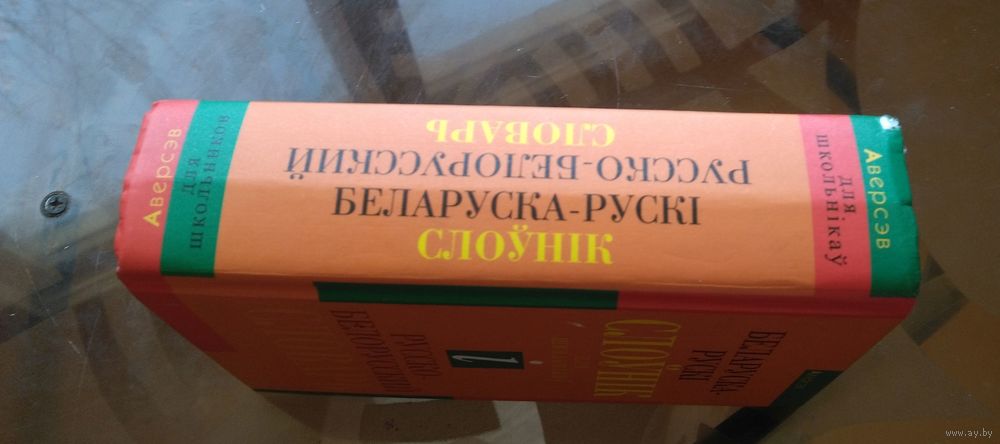 Аверсэв
для
школьников
БЕЛАРУСКА-РУСКІ
СЛОЎНІК
РУССКО-БЕЛОРУССКИЙ
СЛОВАРЬ
для
школьнікаў
Аверсэв
БЕЛАРУСКА-
РУСКІ
СЛОЎНІК
РУССКО-
БЕЛОРУССКИЙ
www.ay.by